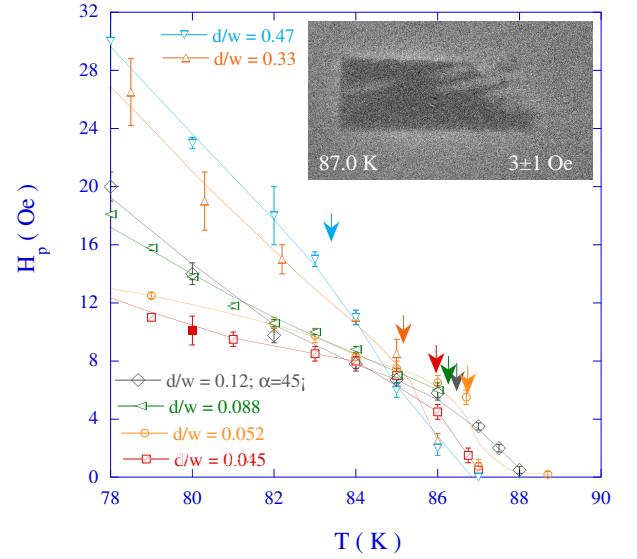 32
28
24
20
16
12
8
4
0
H_p ( Oe )
d/w = 0.47
d/w = 0.33
87.0 K
3±1 Oe
d/w = 0.12; α=45¡
d/w = 0.088
d/w = 0.052
d/w = 0.045
78
80
82
84
86
88
90
T ( K )